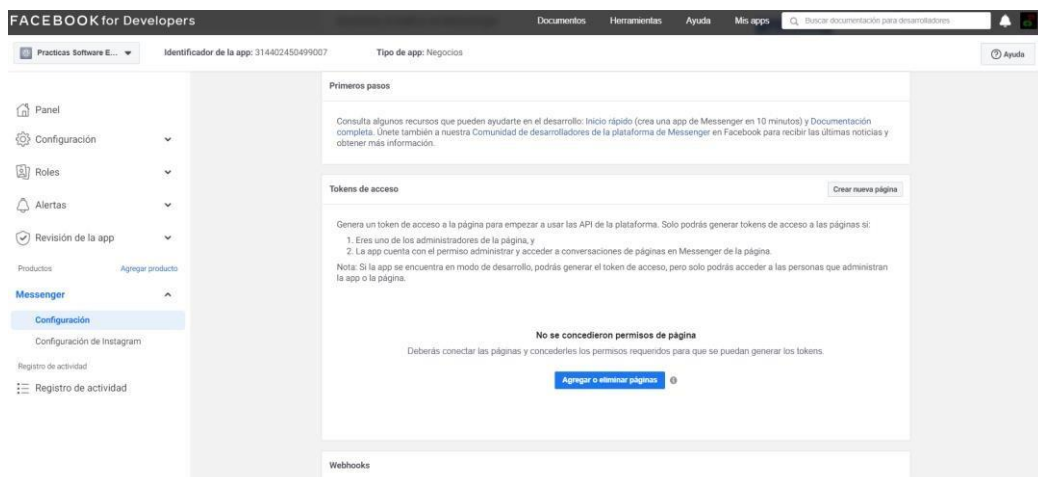 FACEBOOK for Developers
Documentos Herramientas Ayuda Mis apps Buscar documentación para desarrolladores
Practicas Software E... Identificador de la app: 314402450499007 Tipo de app: Negocios Ayuda
Primeros pasos
Consulta algunos recursos que pueden ayudarte en el desarrollo: Inicio rápido (crea una app de Messenger en 10 minutos) y Documentación
completa. Únete también a nuestra Comunidad de desarrolladores de la plataforma de Messenger en Facebook para recibir las últimas noticias y
obtener más información.
Panel
Configuración
Roles
Alertas
Revisión de la app
Productos Agregar producto
Messenger
Configuración
Configuración de Instagram
Registro de actividad
Registro de actividad
Tokens de acceso Crear nueva página
Genera un token de acceso a la página para empezar a usar las API de la plataforma. Solo podrás generar tokens de acceso a las páginas si:
1. Eres uno de los administradores de la página, y
2. La app cuenta con el permiso administrar y acceder a conversaciones de páginas en Messenger de la página.
Nota: Si la app se encuentra en modo de desarrollo, podrás generar el token de acceso, pero solo podrás acceder a las personas que administran
la app o la página.
No se concedieron permisos de página
Deberás conectar las páginas y concederles los permisos requeridos para que se puedan generar los tokens.
Agregar o eliminar páginas
Webhooks